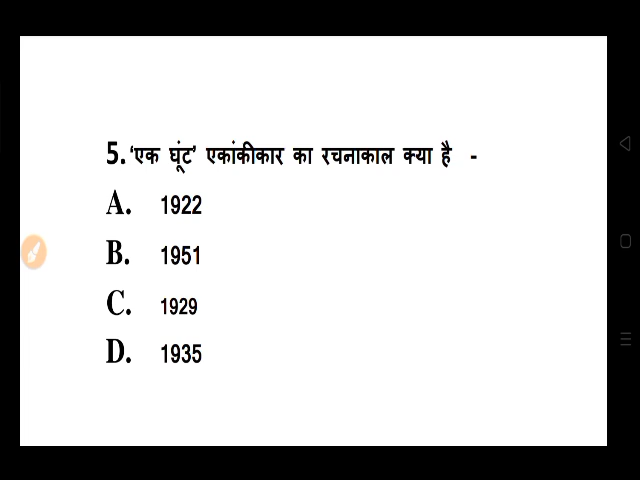 5. ‘एक घूंट’ एकांकीकार का रचनाकाल क्या है -
A. 1922
B. 1951
C. 1929
D. 1935